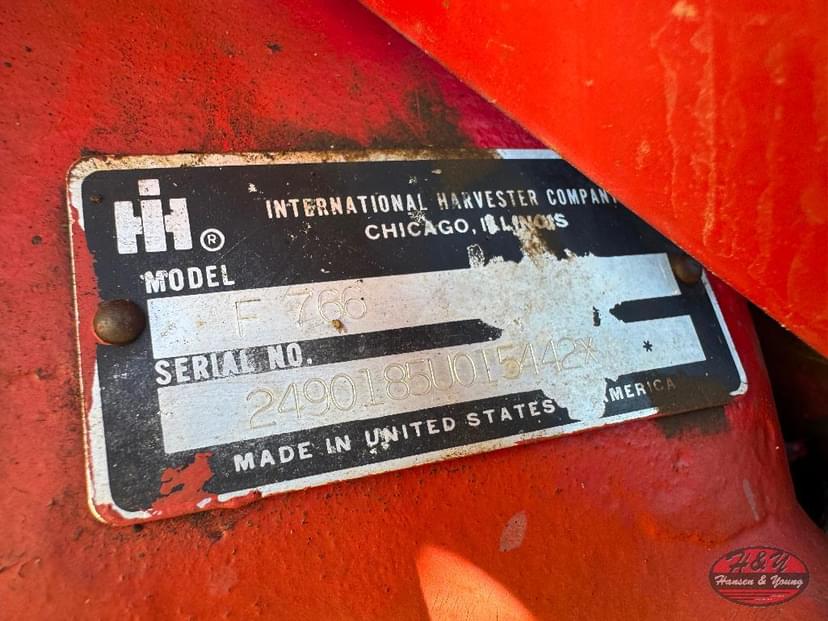 IH ®
INTERNATIONAL HARVESTER COMPANY
CHICAGO, ILLINOIS
MODEL
F 766
SERIAL NO.
2490185U015442X *
MADE IN UNITED STATES AMERICA
H&Y
Hansen & Young